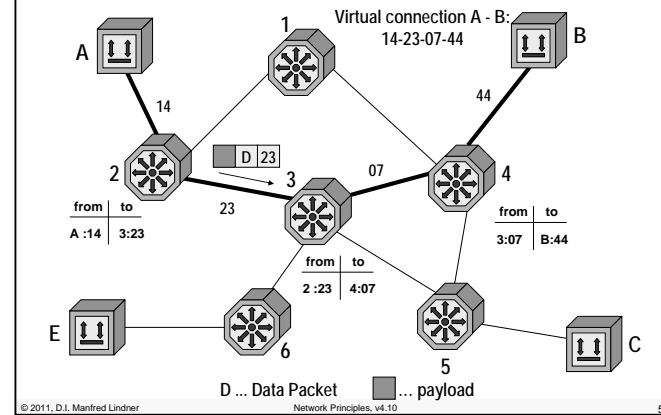 Virtual connection A - B:
14-23-07-44
1
A
B
14
44
D 23
07
2
3
4
23
from to
A :14 3:23
from to
3:07 B:44
from to
2 :23 4:07
E
6
5
C
D ... Data Packet ... payload
© 2011, D.I. Manfred Lindner Network Principles, v4.10 5